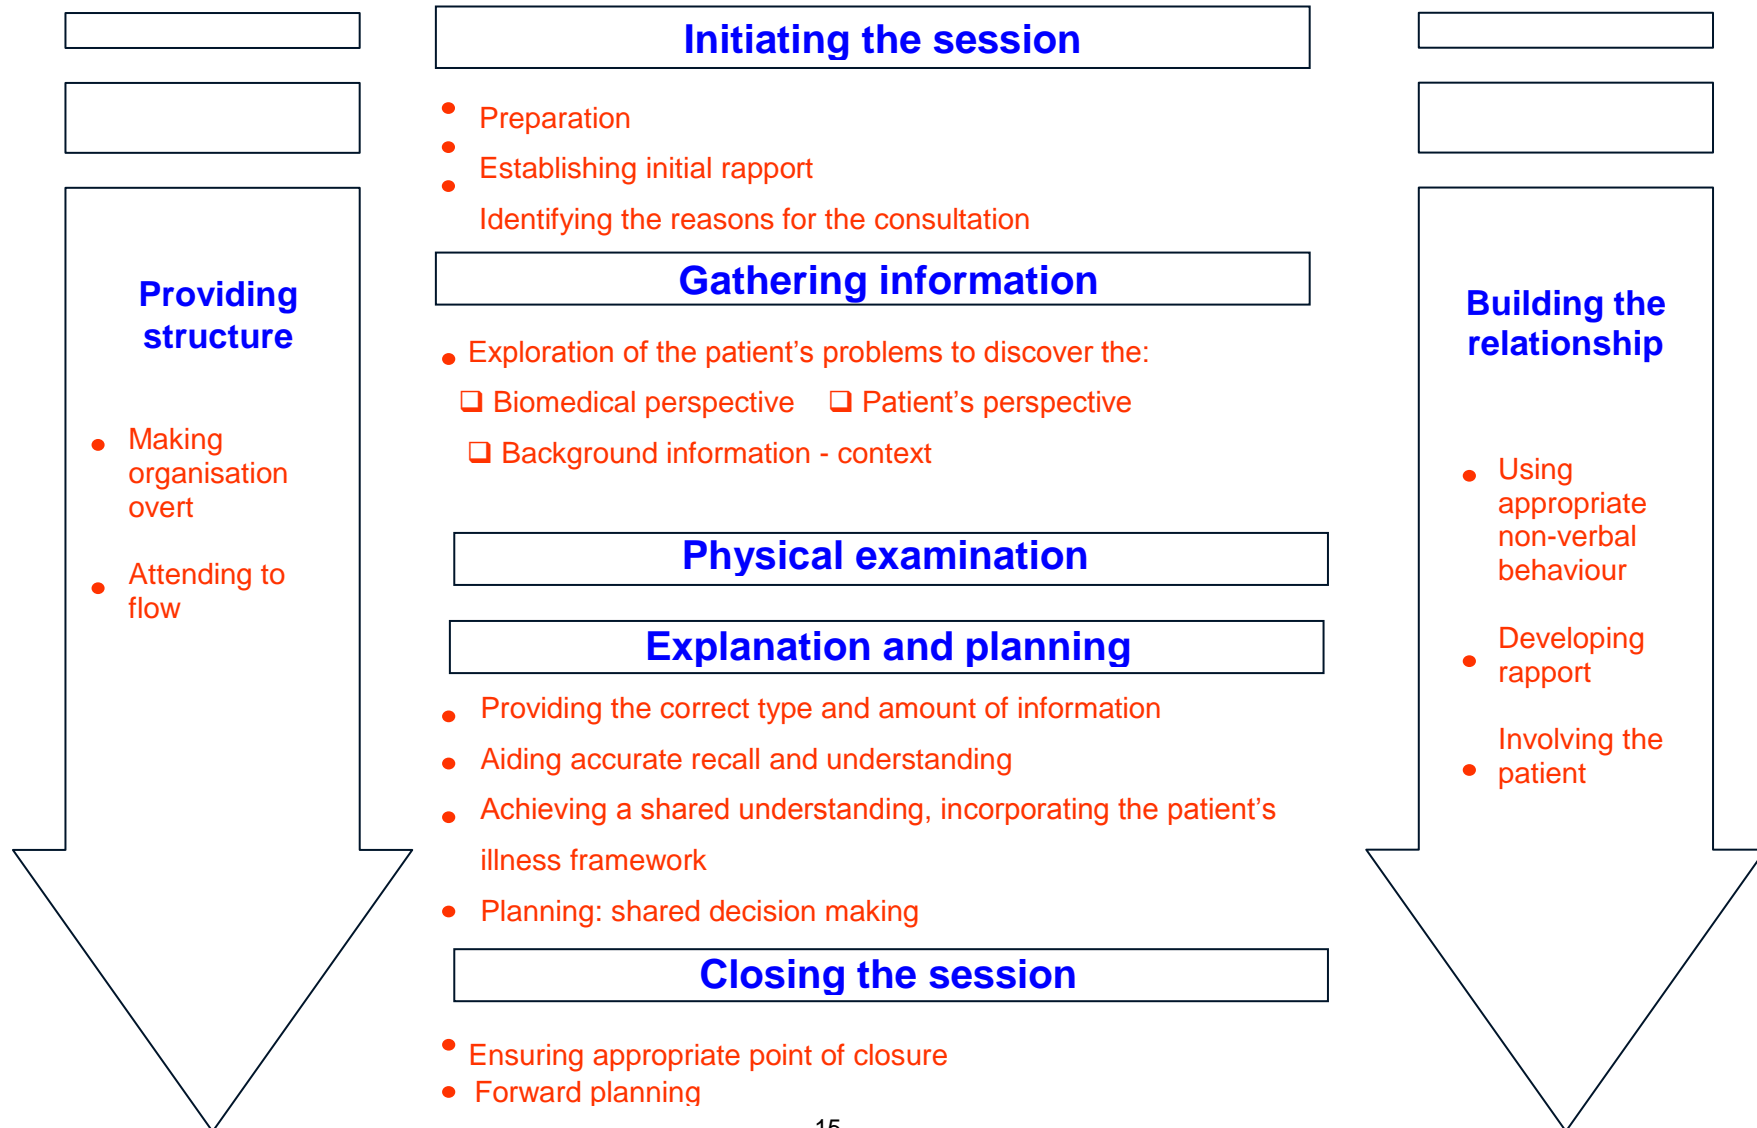 Initiating the session
• Preparation
• Establishing initial rapport
• Identifying the reasons for the consultation
Providing
structure
• Making
organisation
overt
• Attending to
flow
Gathering information
• Exploration of the patient’s problems to discover the:
❑ Biomedical perspective ❑ Patient’s perspective
❑ Background information - context
Physical examination
Explanation and planning
• Providing the correct type and amount of information
• Aiding accurate recall and understanding
• Achieving a shared understanding, incorporating the patient’s
illness framework
• Planning: shared decision making
Closing the session
• Ensuring appropriate point of closure
• Forward planning
Building the
relationship
• Using
appropriate
non-verbal
behaviour
• Developing
rapport
• Involving the
patient
15